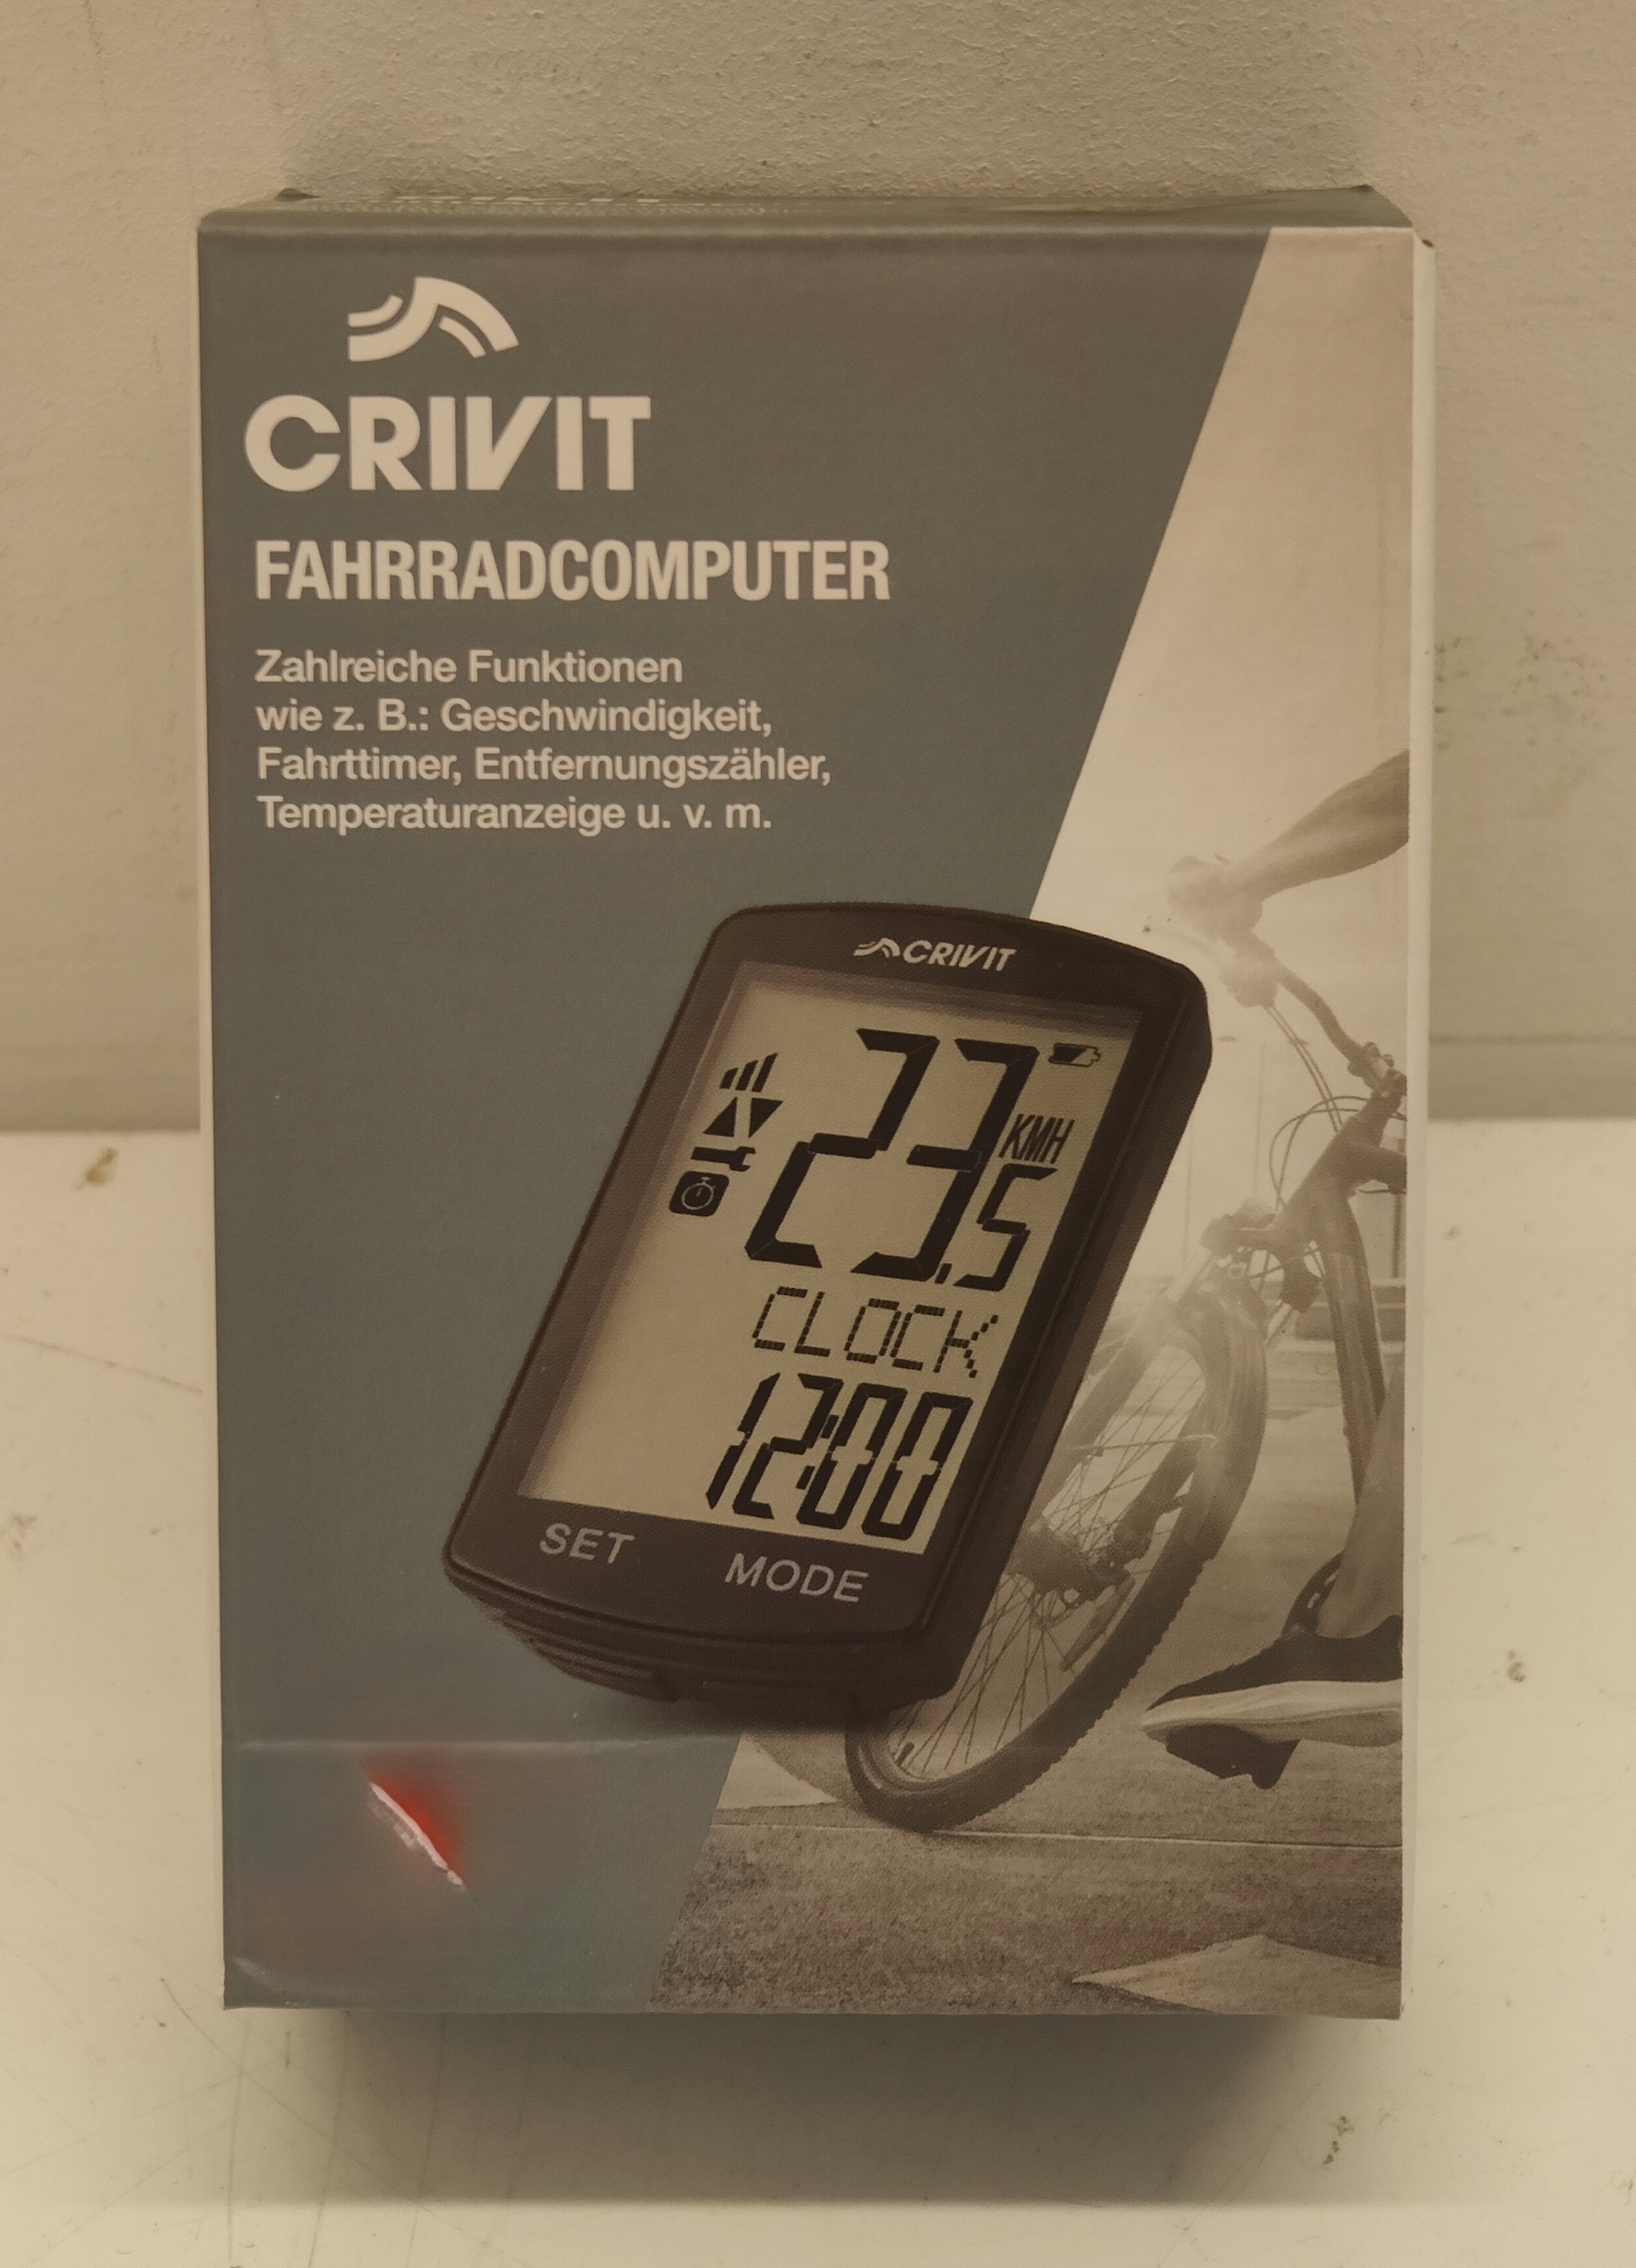 CRIVIT
FAHRRADCOMPUTER
Zahlreiche Funktionen
wie z. B.: Geschwindigkeit,
Fahrttimer, Entfernungszähler,
Temperaturanzeige u. v. m.
CRIVIT
23.5
KMH
CLOCK
12:00
SET MODE